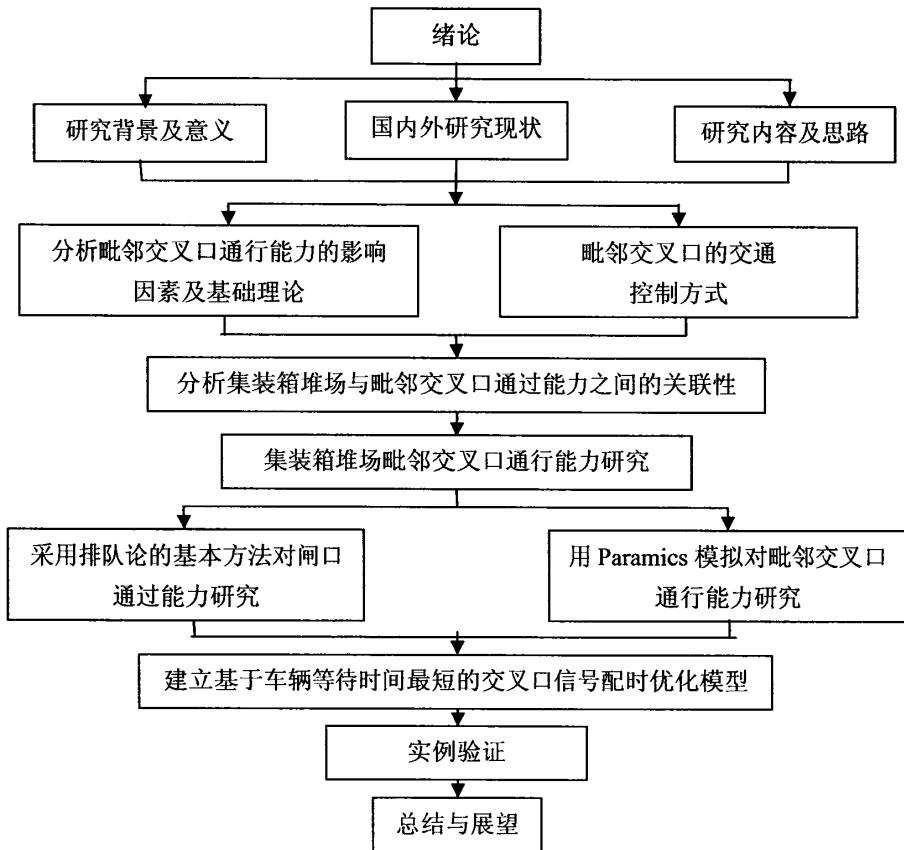 绪论
研究背景及意义
国内外研究现状
研究内容及思路
分析毗邻交叉口通行能力的影响
因素及基础理论
毗邻交叉口的交通
控制方式
分析集装箱堆场与毗邻交叉口通过能力之间的关联性
集装箱堆场毗邻交叉口通行能力研究
采用排队论的基本方法对闸口
通过能力研究
用 Paramics 模拟对毗邻交叉口
通行能力研究
建立基于车辆等待时间最短的交叉口信号配时优化模型
实例验证
总结与展望